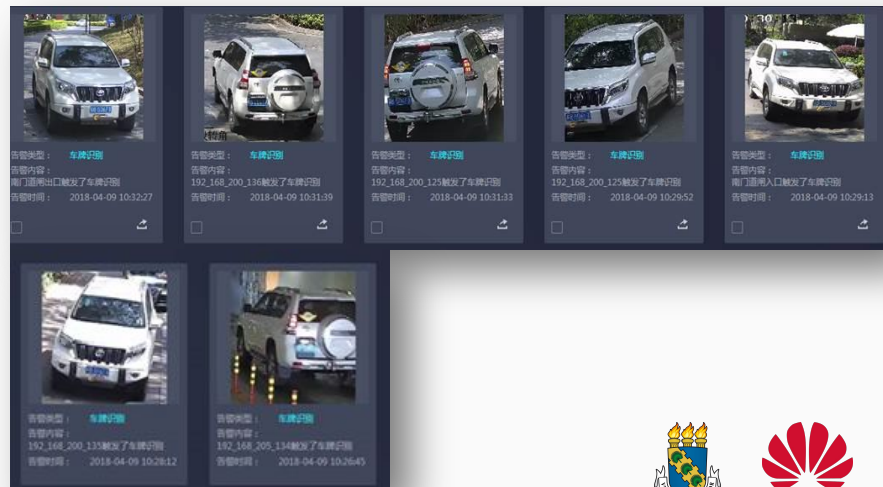 告警类型： 车牌识别
告警内容：
南门道闸出口触发了车牌识别
告警时间： 2018-04-09 10:32:27
告警类型： 车牌识别
告警内容：
192_168_200_136触发了车牌识别
告警时间： 2018-04-09 10:31:39
告警类型： 车牌识别
告警内容：
192_168_200_125触发了车牌识别
告警时间： 2018-04-09 10:31:33
告警类型： 车牌识别
告警内容：
192_168_200_125触发了车牌识别
告警时间： 2018-04-09 10:29:52
告警类型： 车牌识别
告警内容：
南门道闸入口触发了车牌识别
告警时间： 2018-04-09 10:29:13
告警类型： 车牌识别
告警内容：
192_168_200_135触发了车牌识别
告警时间： 2018-04-09 10:28:12
告警类型： 车牌识别
告警内容：
192_168_205_134触发了车牌识别
告警时间： 2018-04-09 10:26:45